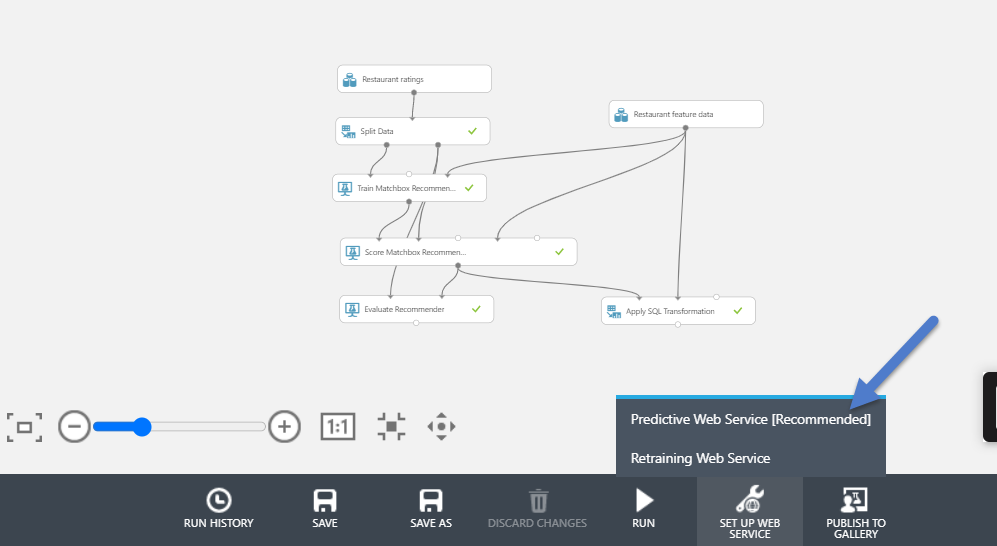 Restaurant ratings
Restaurant feature data
Split Data
Train Matchbox Recommen...
Score Matchbox Recommen...
Evaluate Recommender
Apply SQL Transformation
1:1
Predictive Web Service [Recommended]
Retraining Web Service
RUN HISTORY
SAVE
SAVE AS
DISCARD CHANGES
RUN
SET UP WEB
SERVICE
PUBLISH TO
GALLERY